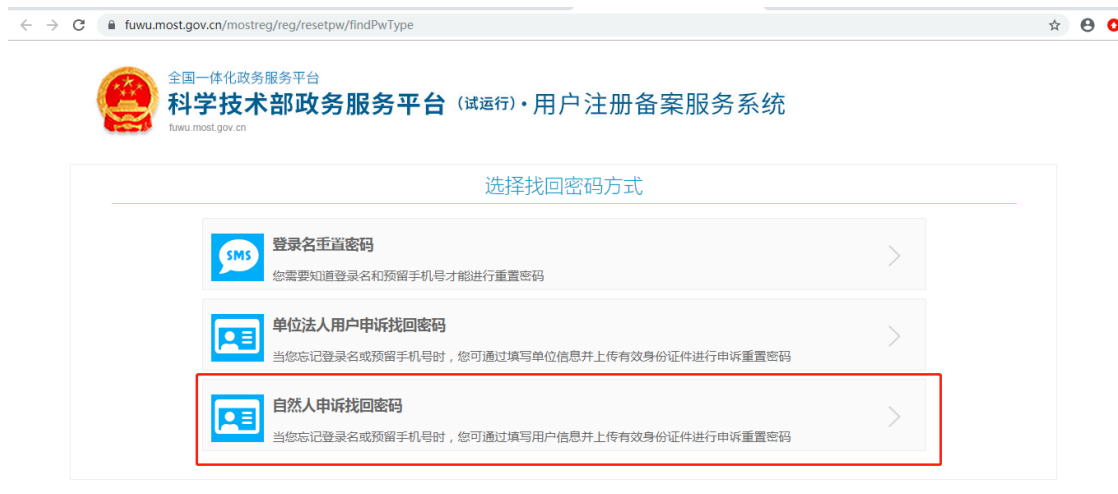 fuwu.most.gov.cn/mostreg/reg/resetpw/findPwType
全国一体化政务服务平台
科学技术部政务服务平台（试运行）·用户注册备案服务系统
fuwu.most.gov.cn
选择找回密码方式
SMS
登录名重置密码
您需要知道登录名和预留手机号才能进行重置密码
单位法人用户申诉找回密码
当您忘记登录名或预留手机号时，您可通过填写单位信息并上传有效身份证件进行申诉重置密码
自然人申诉找回密码
当您忘记登录名或预留手机号时，您可通过填写用户信息并上传有效身份证件进行申诉重置密码